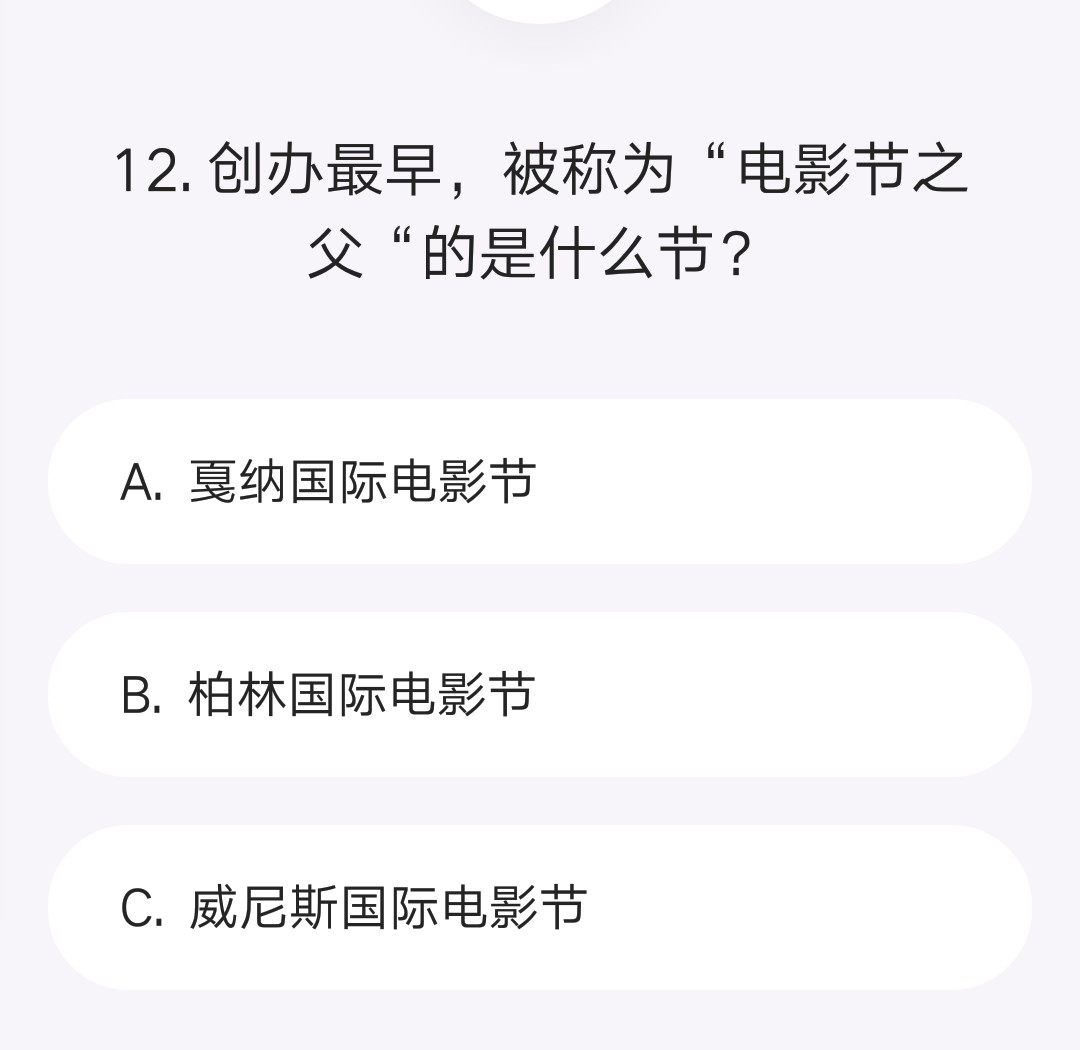 12. 创办最早，被称为“电影节之
父“的是什么节?
A. 戛纳国际电影节
B. 柏林国际电影节
C. 威尼斯国际电影节